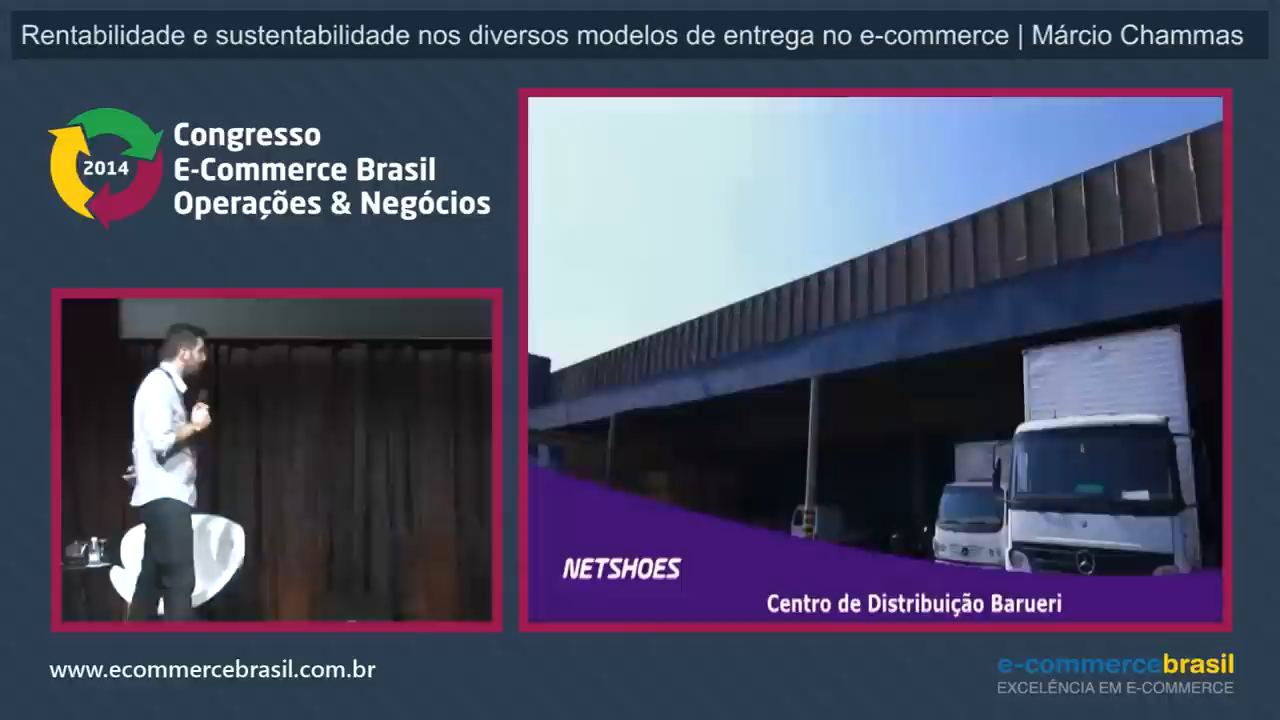 Rentabilidade e sustentabilidade nos diversos modelos de entrega no e-commerce | Márcio Chammas
2014
Congresso
E-Commerce Brasil
Operações & Negócios
NETSHOES
Centro de Distribuição Barueri
www.ecommercebrasil.com.br
e-commercebrasil
EXCELÊNCIA EM E-COMMERCE